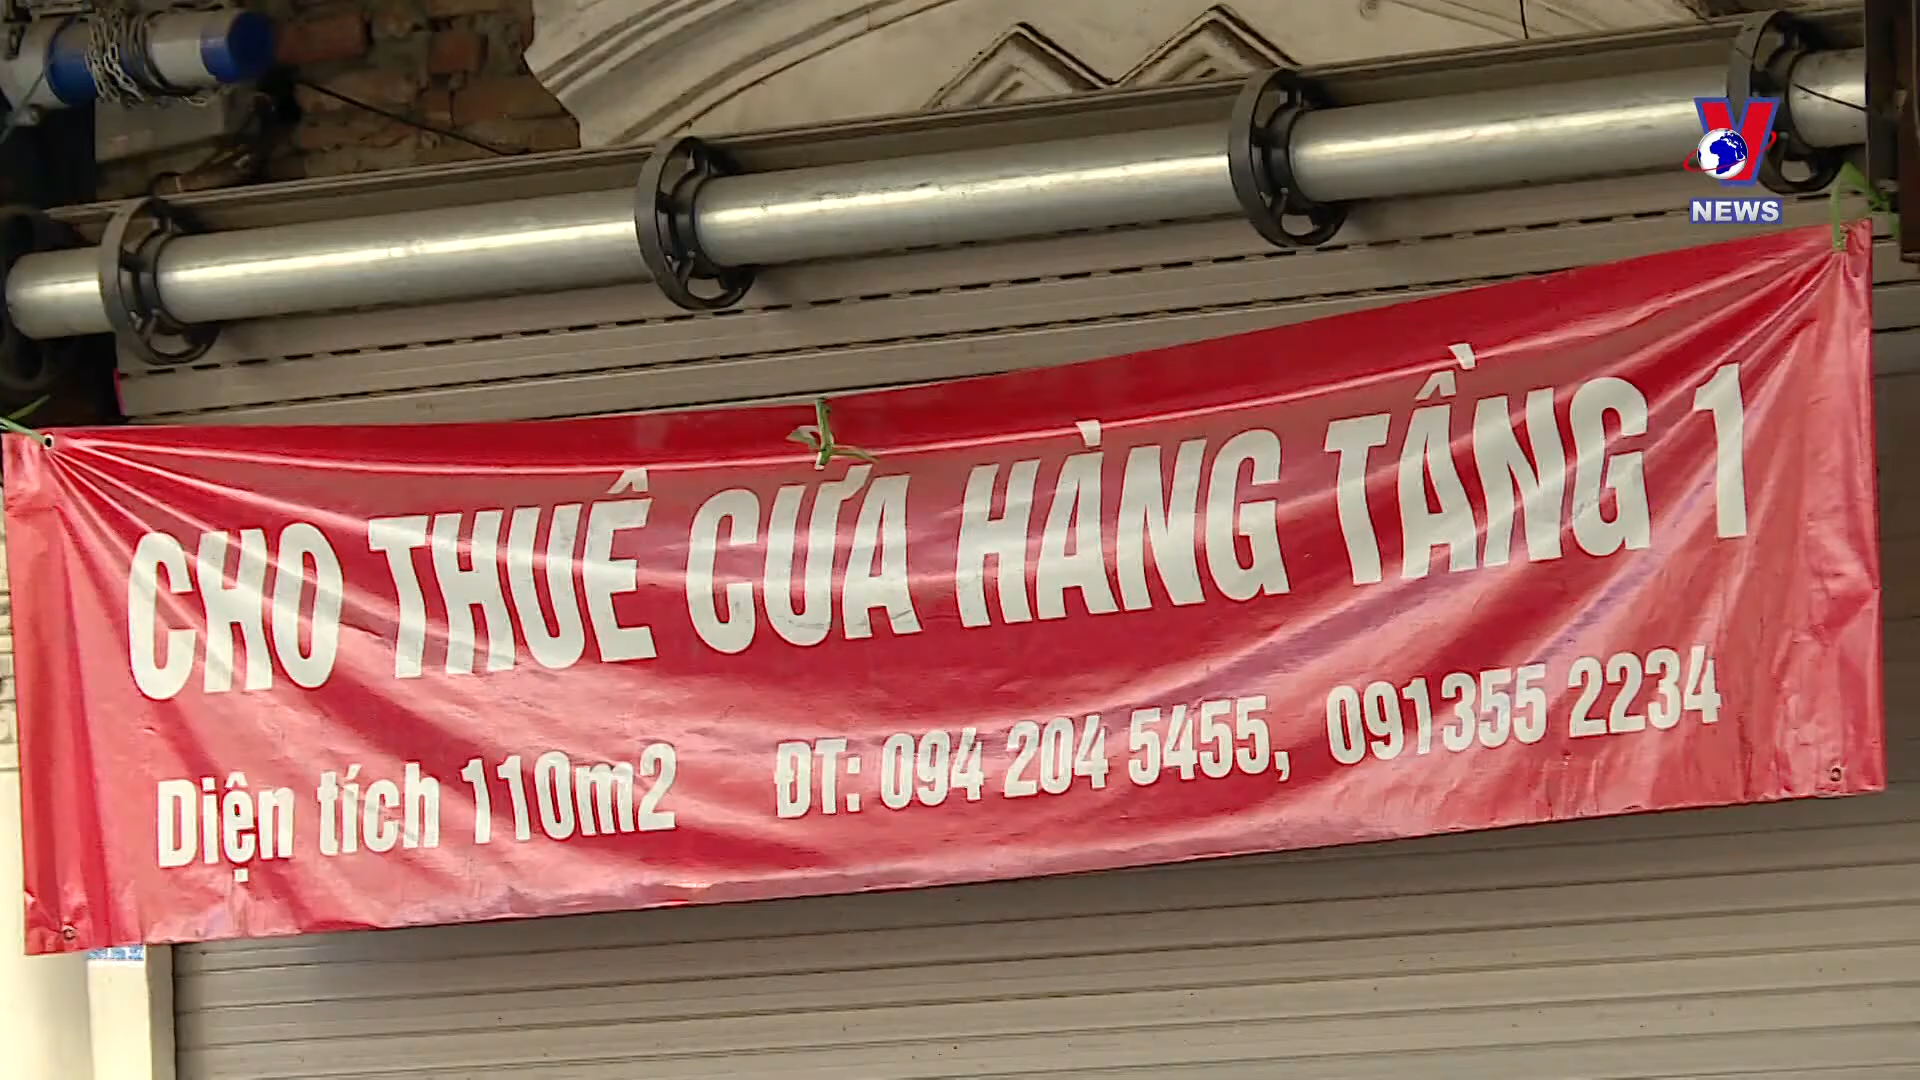 V
NEWS
CHO THUÊ CỬA HÀNG TẦNG 1
Diện tích 110m2 ĐT: 094 204 5455, 091355 2234